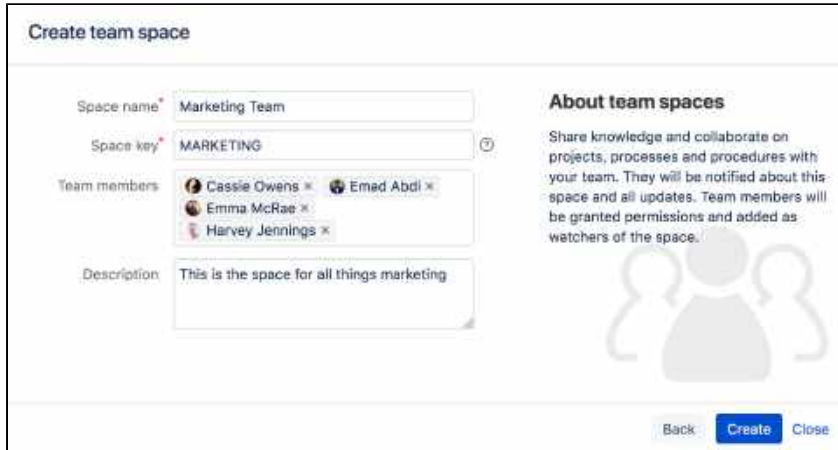 Create team space
Space name*
Marketing Team
Space key*
MARKETING
Team members
Cassie Owens × Emad Abdi ×
Emma McRae ×
Harvey Jennings ×
Description
This is the space for all things marketing
About team spaces
Share knowledge and collaborate on
projects, processes and procedures with
your team. They will be notified about this
space and all updates. Team members will
be granted permissions and added as
watchers of the space.
Back Create Close